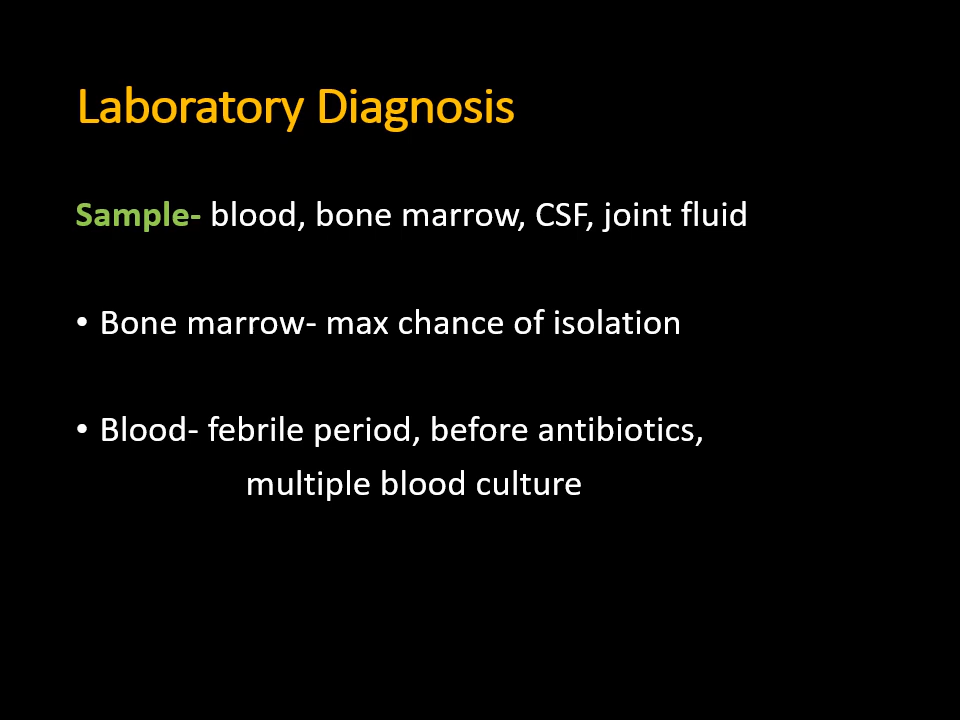 Laboratory Diagnosis
Sample- blood, bone marrow, CSF, joint fluid
• Bone marrow- max chance of isolation
• Blood- febrile period, before antibiotics,
multiple blood culture